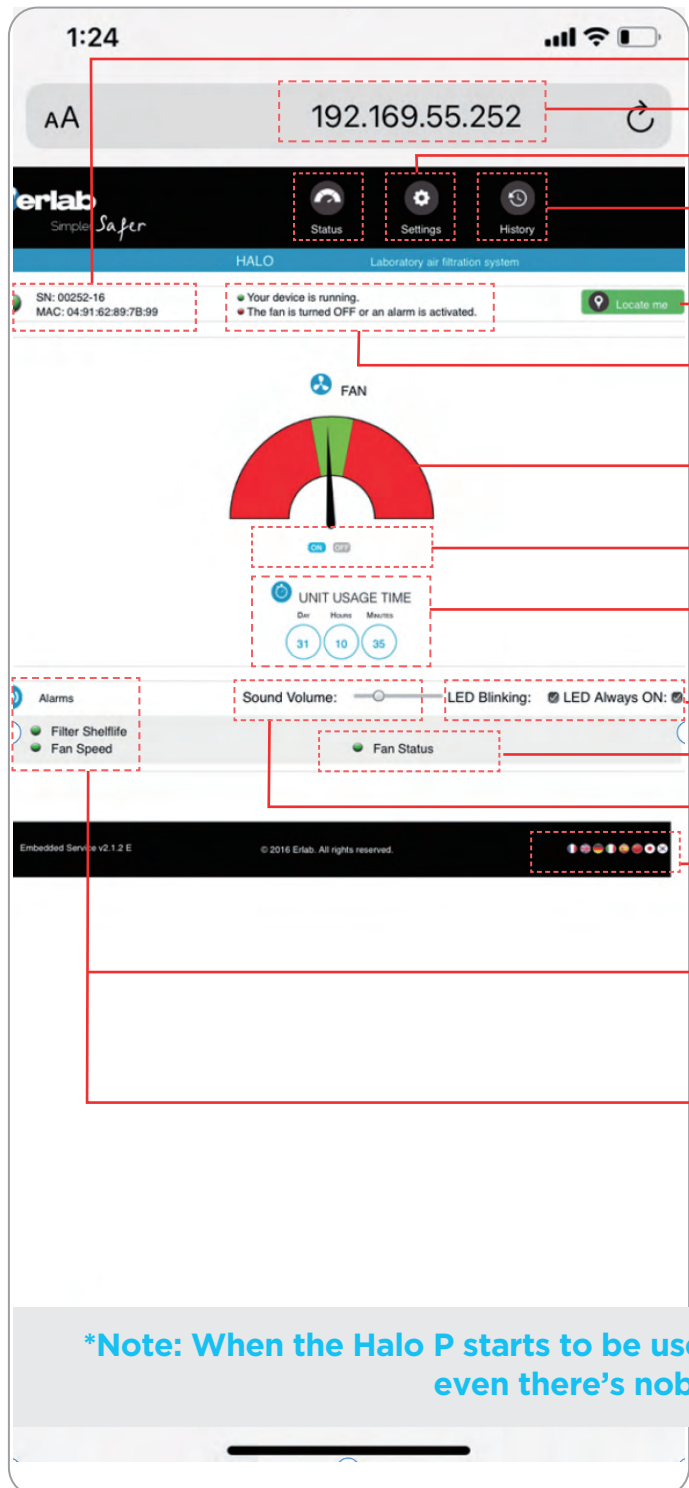 1:24
AA 192.169.55.252
erlab
Simple Safer
Status Settings History
HALO Laboratory air filtration system
SN: 00252-16
MAC: 04:91:62:89:7B:99
Your device is running.
The fan is turned OFF or an alarm is activated.
Locate me
FAN
ON OFF
UNIT USAGE TIME
Day Hours Minutes
31 10 35
Alarms Sound Volume: LED Blinking: LED Always ON:
Filter Shelflife
Fan Speed
Fan Status
Embedded Service v2.1.2 E © 2016 Erlab. All rights reserved.
*Note: When the Halo P starts to be use
even there's nob